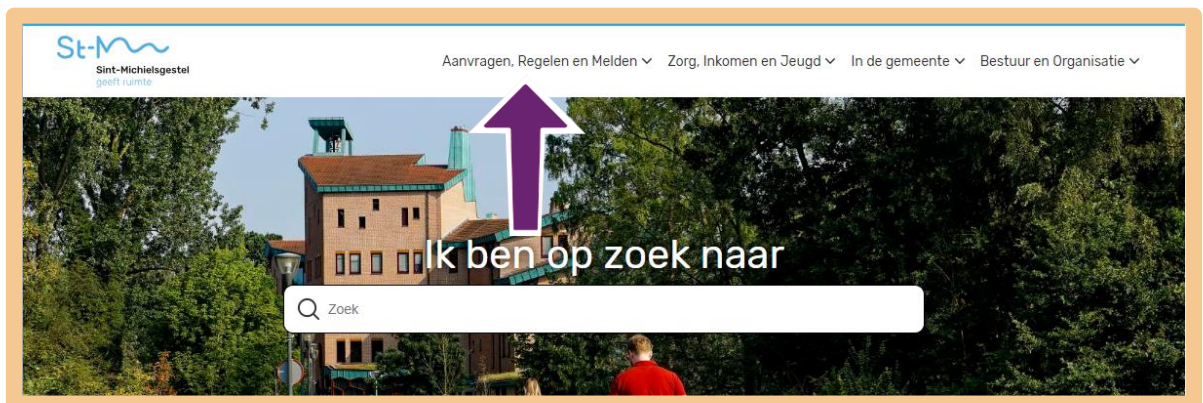 St-M
Sint-Michielsgestel
geeft ruimte
Aanvragen, Regelen en Melden Zorg, Inkomen en Jeugd In de gemeente Bestuur en Organisatie
Ik ben op zoek naar
Zoek